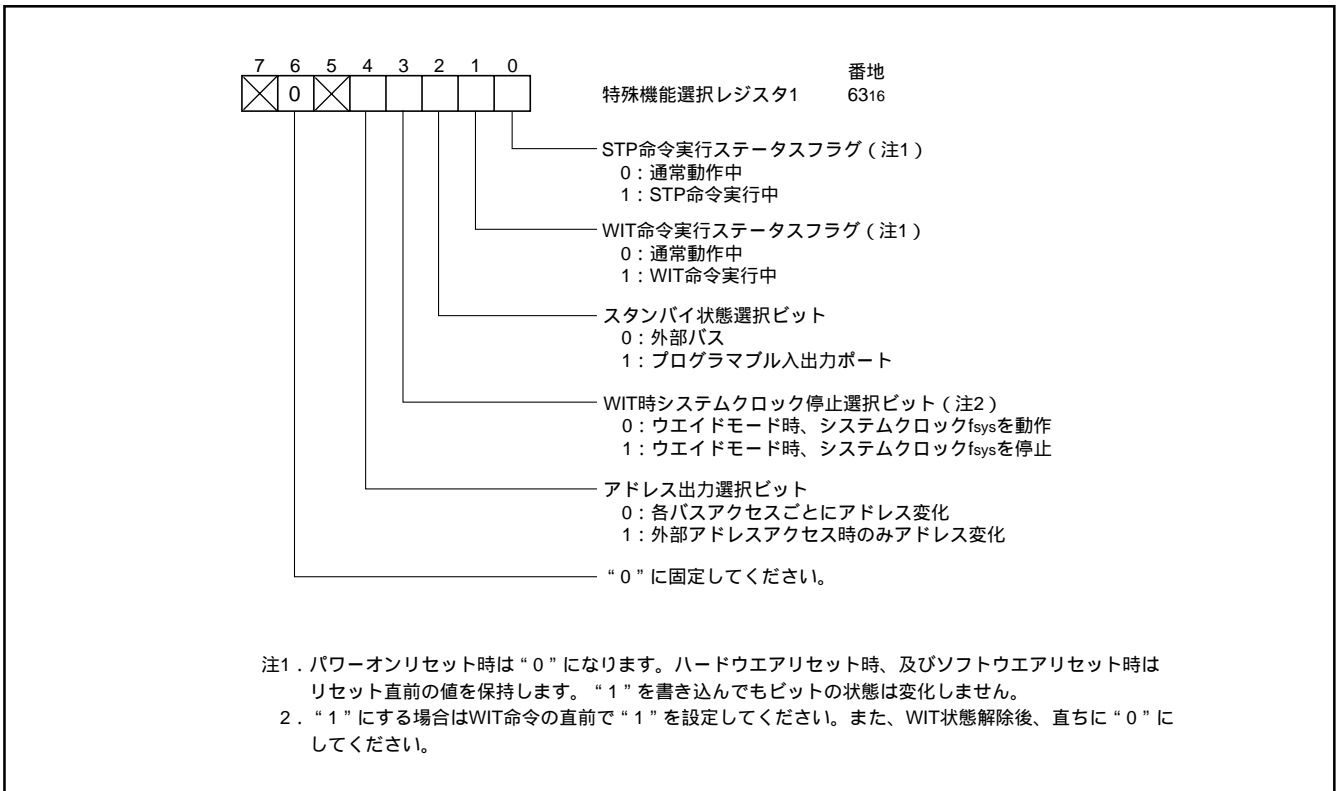 7 6 5 4 3 2 1 0
番地
0
特殊機能選択レジスタ1 6316
STP命令実行ステータスフラグ(注1)
0:通常動作中
1:STP命令実行中
WIT命令実行ステータスフラグ(注1)
0:通常動作中
1:WIT命令実行中
スタンバイ状態選択ビット
0:外部バス
1:プログラマブル入出力ポート
WIT時システムクロック停止選択ビット(注2)
0:ウエイドモード時、システムクロックfsysを動作
1:ウエイドモード時、システムクロックfsysを停止
アドレス出力選択ビット
0:各バスアクセスごとにアドレス変化
1:外部アドレスアクセス時のみアドレス変化
“0”に固定してください。
注1.パワーオンリセット時は“0”になります。ハードウエアリセット時、及びソフトウエアリセット時は
リセット直前の値を保持します。“1”を書き込んでもビットの状態は変化しません。
2.“1”にする場合はWIT命令の直前で“1”を設定してください。また、WIT状態解除後、直ちに“0”に
してください。